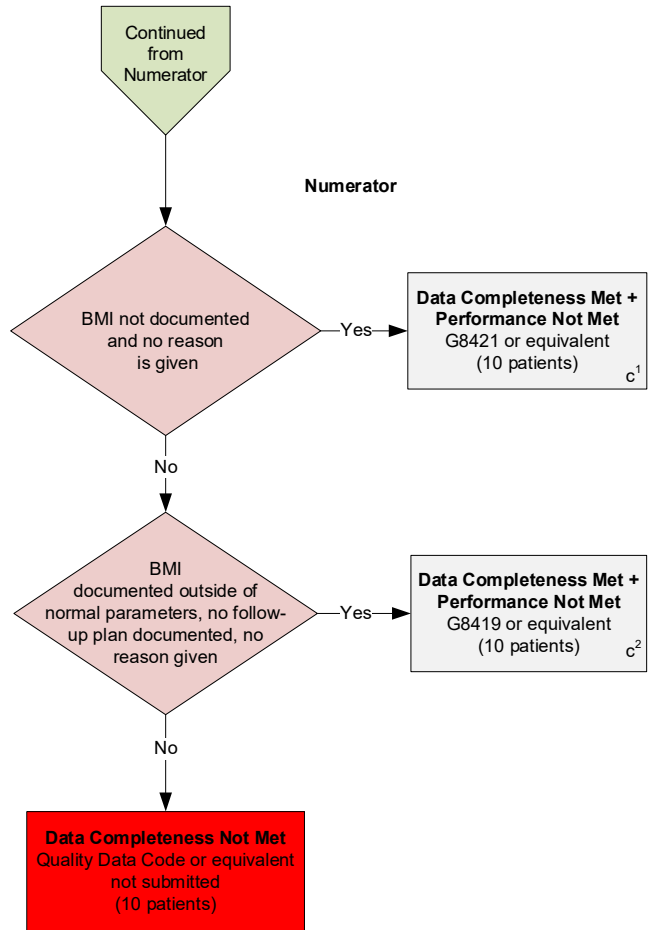 Continued
from
Numerator
Numerator
BMI not documented
and no reason
is given
Yes
Data Completeness Met +
Performance Not Met
G8421 or equivalent
(10 patients)
c1
No
BMI
documented outside of
normal parameters, no follow-
up plan documented, no
reason given
Yes
Data Completeness Met +
Performance Not Met
G8419 or equivalent
(10 patients)
c2
No
Data Completeness Not Met
Quality Data Code or equivalent
not submitted
(10 patients)